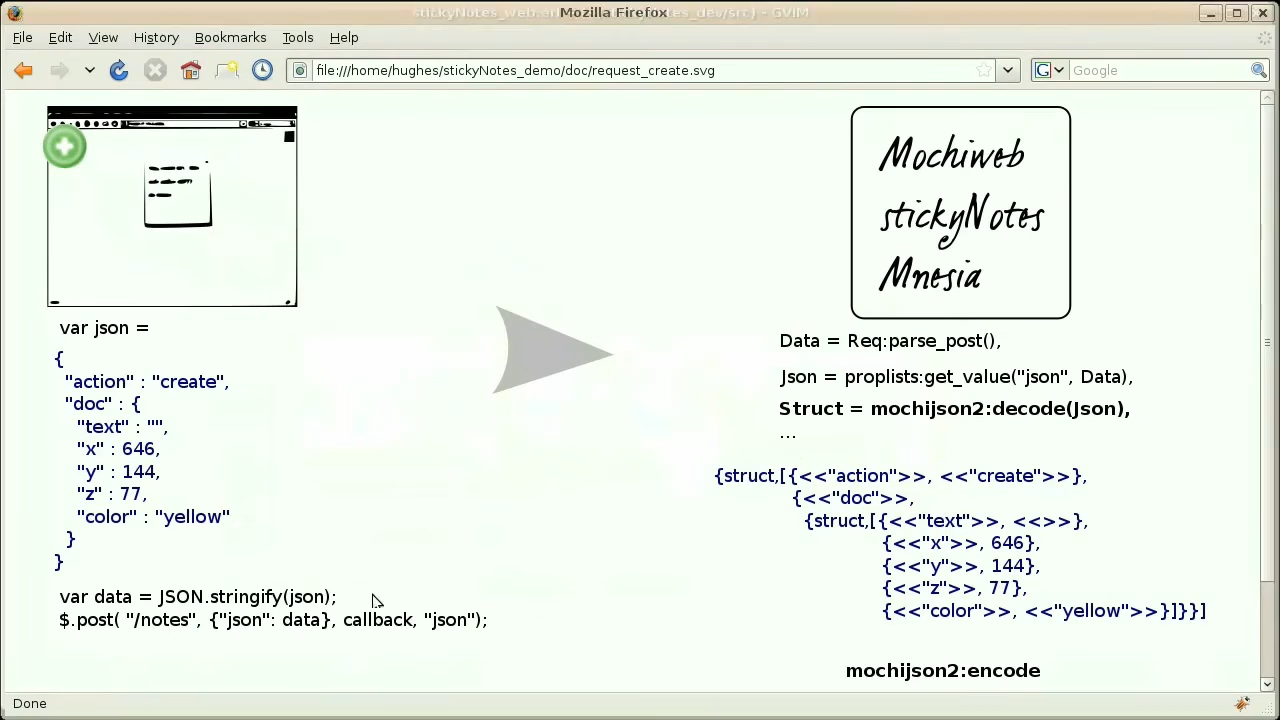 Mozilla Firefox
File Edit View History Bookmarks Tools Help
file:///home/hughes/stickyNotes_demo/doc/request_create.svg
G Google
Mochiweb
stickyNotes
Mnesia
var json =
{
"action" : "create",
"doc" : {
"text" : "",
"x" : 646,
"y" : 144,
"z" : 77,
"color" : "yellow"
}
}
var data = JSON.stringify(json);
$.post( "/notes", {"json": data}, callback, "json");
Data = Req:parse_post(),
Json = proplists:get_value("json", Data),
Struct = mochijson2:decode(Json),
...
{struct,[{<<"action">>, <<"create">>},
{<<"doc">>,
{struct,[{<<"text">>, <<>>},
{<<"x">>, 646},
{<<"y">>, 144},
{<<"z">>, 77},
{<<"color">>, <<"yellow">>}]}}]
mochijson2:encode
Done